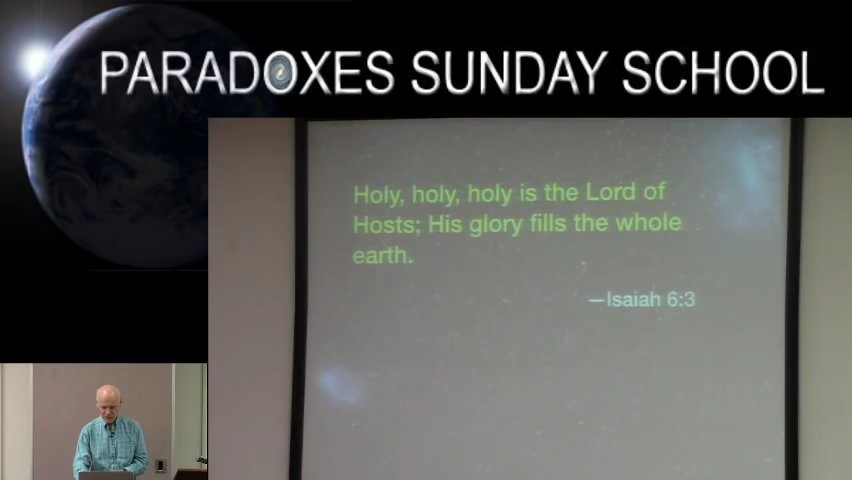 PARADOXES SUNDAY SCHOOL
Holy, holy, holy is the Lord of
Hosts; His glory fills the whole
earth.
—Isaiah 6:3